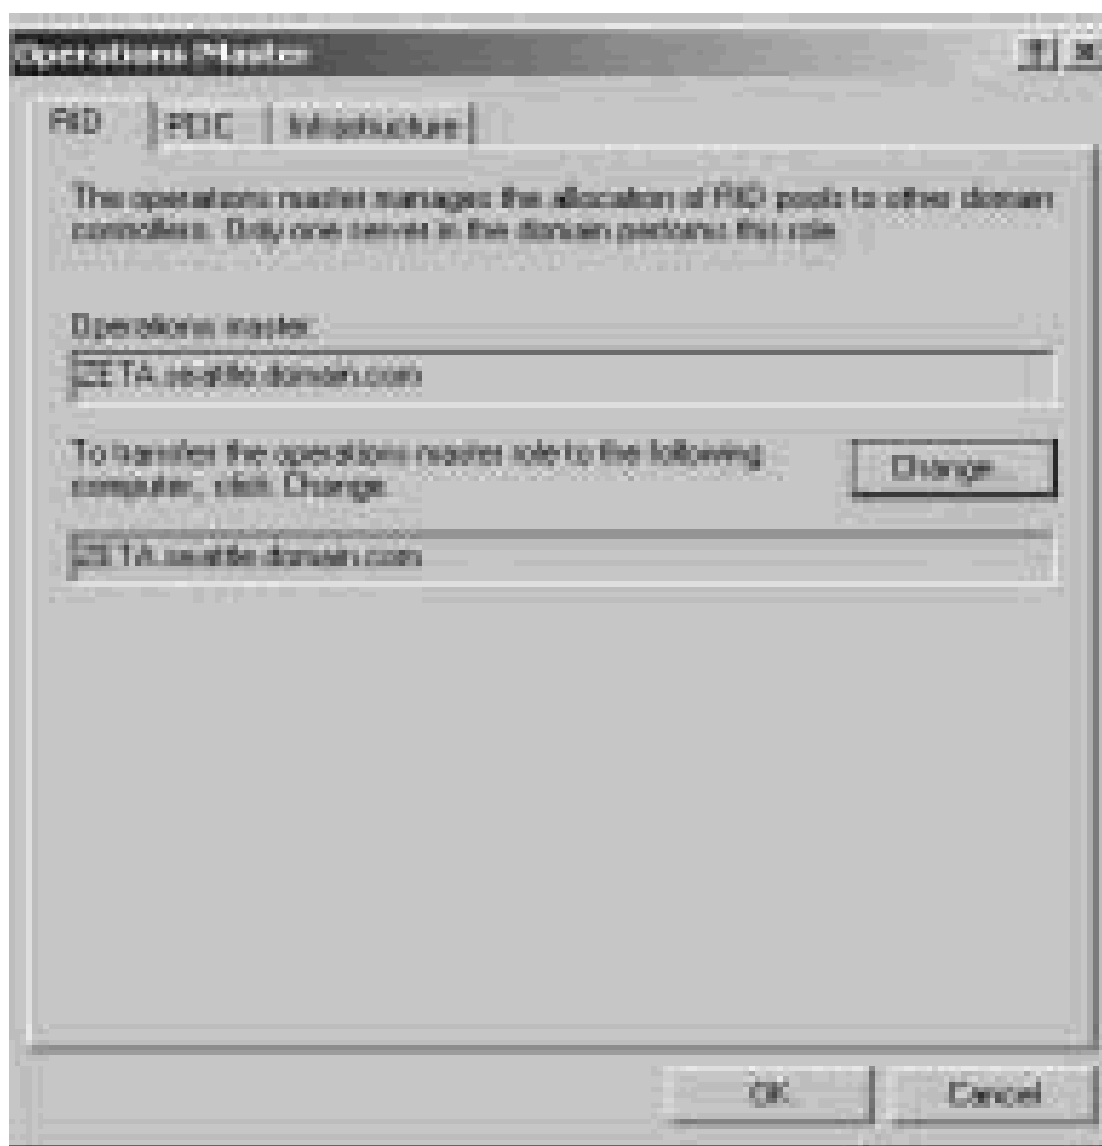 Operations Master
RID PDC Infrastructure
The operations master manages the allocation of RID pools to other domain
controllers. Only one server in the domain performs this role.
Operations master:
ZETA.seattle.domain.com
To transfer the operations master role to the following
computer, click Change.
Change...
ZETA.seattle.domain.com
OK Cancel